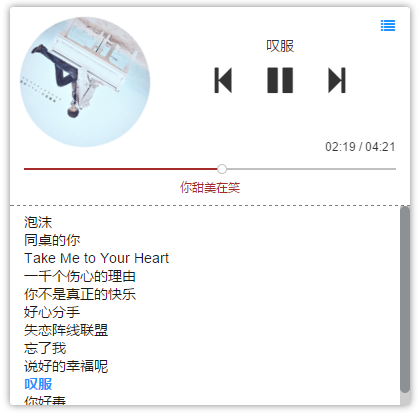 叹服
02:19 / 04:21
你甜美在笑
泡沫
同桌的你
Take Me to Your Heart
一千个伤心的理由
你不是真正的快乐
好心分手
失恋阵线联盟
忘了我
说好的幸福呢
叹服
你好毒